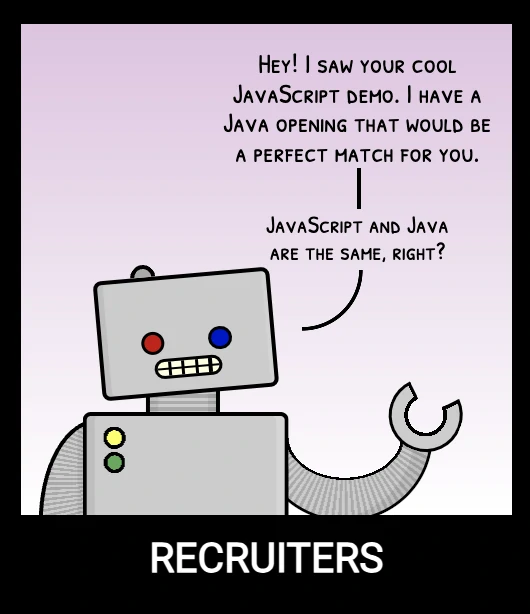 Hey! I saw your cool
JavaScript demo. I have a
Java opening that would be
a perfect match for you.
JavaScript and Java
are the same, right?
RECRUITERS